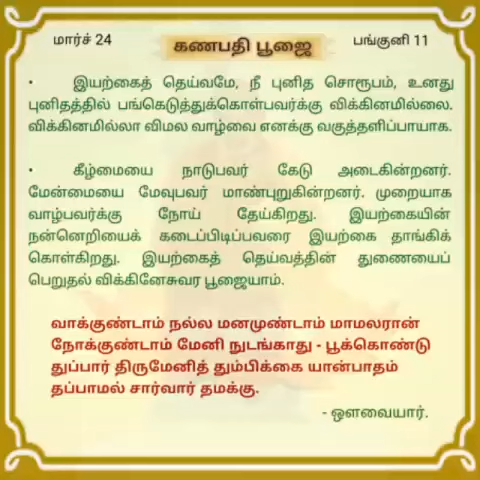 மார்ச் 24
கணபதி பூஜை
பங்குனி 11
• இயற்கைத் தெய்வமே, நீ புனித சொரூபம், உனது
புனிதத்தில் பங்கெடுத்துக்கொள்பவர்க்கு விக்கினமில்லை.
விக்கினமில்லா விமல வாழ்வை எனக்கு வகுத்தளிப்பாயாக.
• கீழ்மையை நாடுபவர் கேடு அடைகின்றனர்.
மேன்மையை மேவுபவர் மாண்புறுகின்றனர். முறையாக
வாழ்பவர்க்கு நோய் தேய்கிறது. இயற்கையின்
நன்னெறியைக் கடைப்பிடிப்பவரை இயற்கை தாங்கிக்
கொள்கிறது. இயற்கைத் தெய்வத்தின் துணையைப்
பெறுதல் விக்கினேசுவர பூஜையாம்.
வாக்குண்டாம் நல்ல மனமுண்டாம் மாமலரான்
நோக்குண்டாம் மேனி நுடங்காது - பூக்கொண்டு
துப்பார் திருமேனித் தும்பிக்கை யான்பாதம்
தப்பாமல் சார்வார் தமக்கு.
- ஔவையார்.